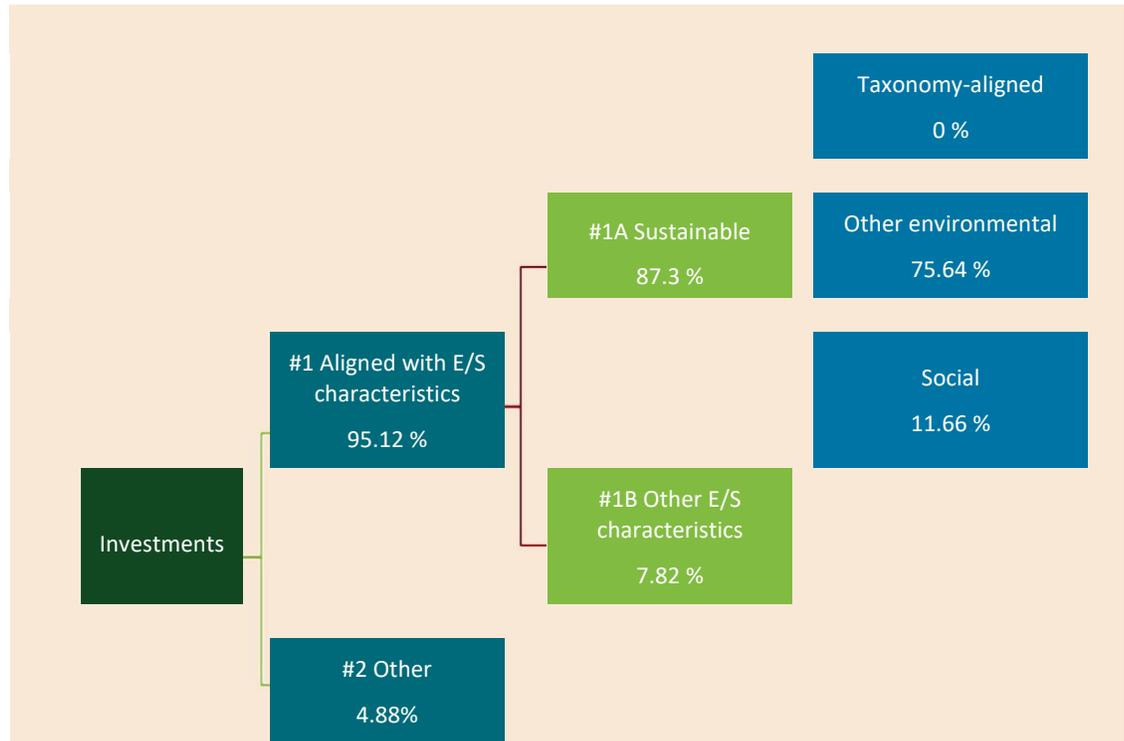 Taxonomy-aligned
0 %
#1A Sustainable
87.3 %
Other environmental
75.64 %
#1 Aligned with E/S
characteristics
95.12 %
Social
11.66 %
Investments
#1B Other E/S
characteristics
7.82 %
#2 Other
4.88%